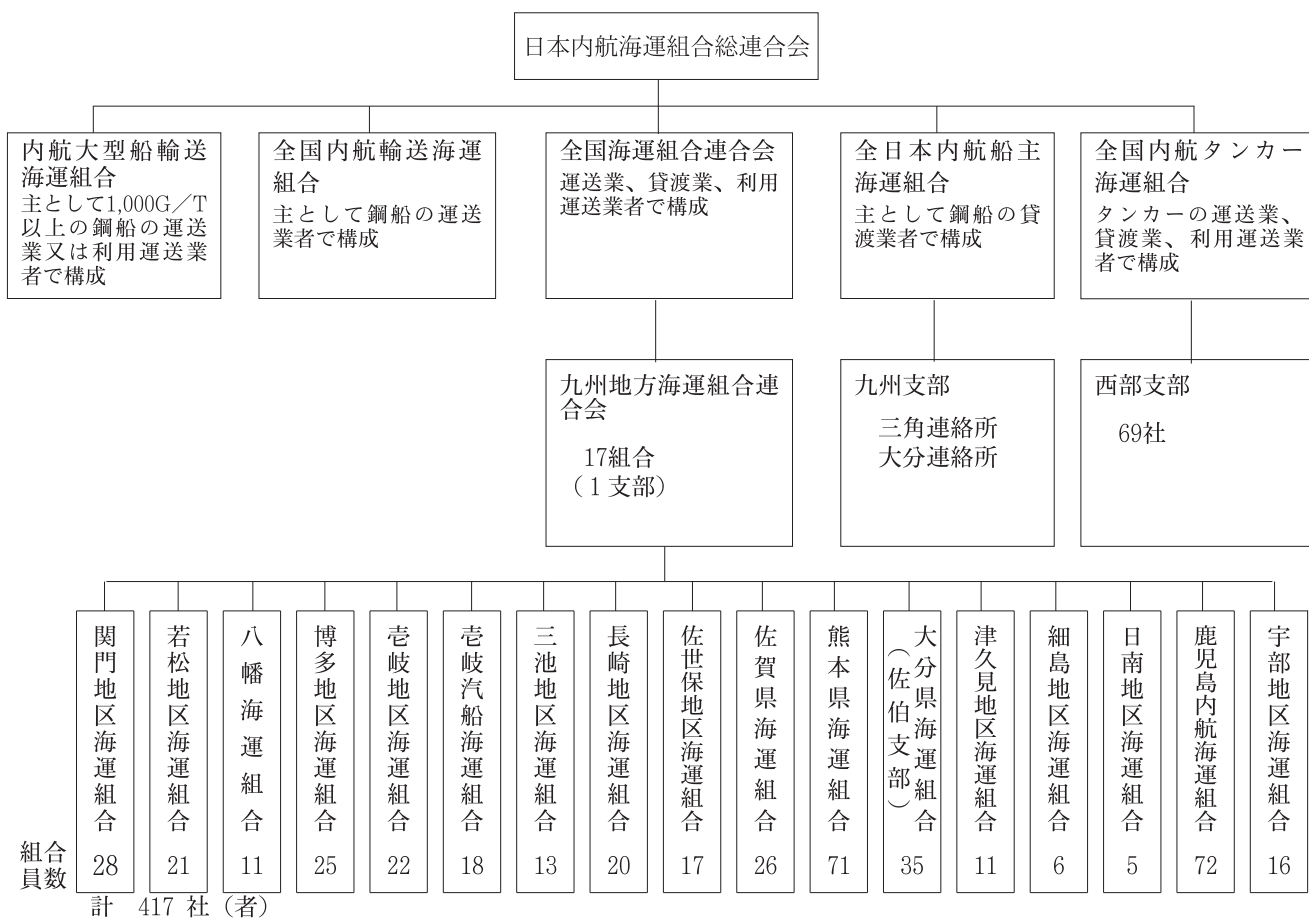 日本内航海運組合総連合会
内航大型船輸送
海運組合
主として1,000G／T
以上の鋼船の運送
業又は利用運送業
者で構成
全国内航輸送海運
組合
主として鋼船の運送
業者で構成
全国海運組合連合会
運送業、貸渡業、利用
運送業者で構成
全日本内航船主
海運組合
主として鋼船の貸
渡業者で構成
全国内航タンカー
海運組合
タンカーの運送業、
貸渡業、利用運送業
者で構成
九州地方海運組合連
合会
17組合
（１支部）
九州支部
三角連絡所
大分連絡所
西部支部
69社
関門地区海運組合
28
若松地区海運組合
21
八幡海運組合
11
博多地区海運組合
25
壱岐地区海運組合
22
壱岐汽船海運組合
18
三池地区海運組合
13
長崎地区海運組合
20
佐世保地区海運組合
17
佐賀県海運組合
26
熊本県海運組合
71
大分県海運組合
（佐伯支部）
35
津久見地区海運組合
11
細島地区海運組合
6
日南地区海運組合
5
鹿児島内航海運組合
72
宇部地区海運組合
16
組合
員数
計　417 社（者）